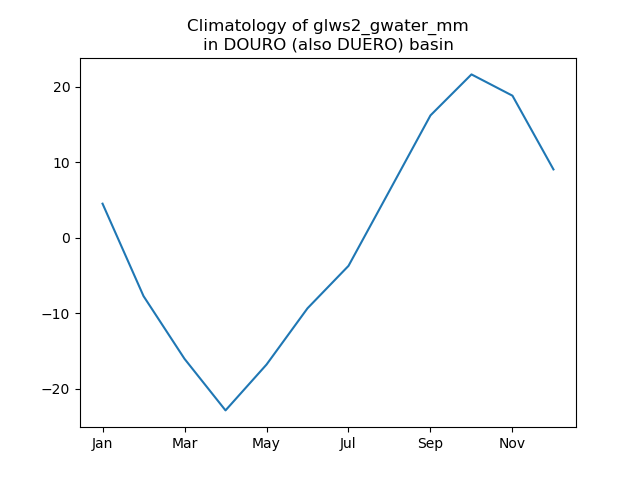 Climatology of glws2_gwater_mm
in DOURO (also DUERO) basin
20
10
0
−10
−20
Jan Mar May Jul Sep Nov